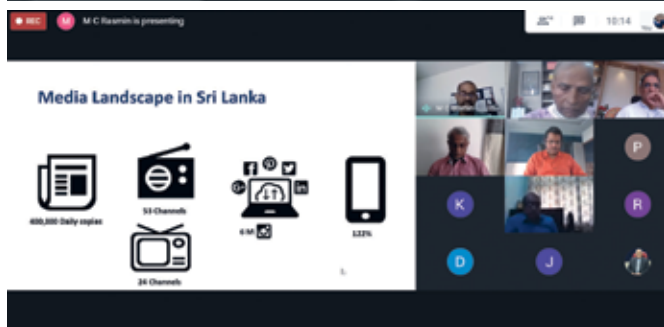 REC
M
M C Rasmin is presenting
10:14
You
Media Landscape in Sri Lanka
400,000 Daily copies
53 Channels
24 Channels
6 M
122%
P
K
R
D
J